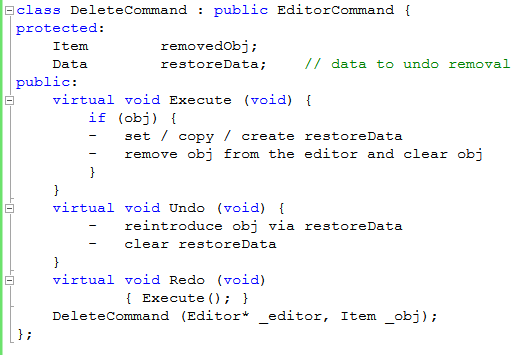 class DeleteCommand : public EditorCommand {
protected:
    Item        removedObj;
    Data        restoreData;    // data to undo removal
public:
    virtual void Execute (void) {
        if (obj) {
        -   set / copy / create restoreData
        -   remove obj from the editor and clear obj
        }
    }
    virtual void Undo (void) {
        -   reintroduce obj via restoreData
        -   clear restoreData
    }
    virtual void Redo (void)
            { Execute(); }
    DeleteCommand (Editor* _editor, Item _obj);
};